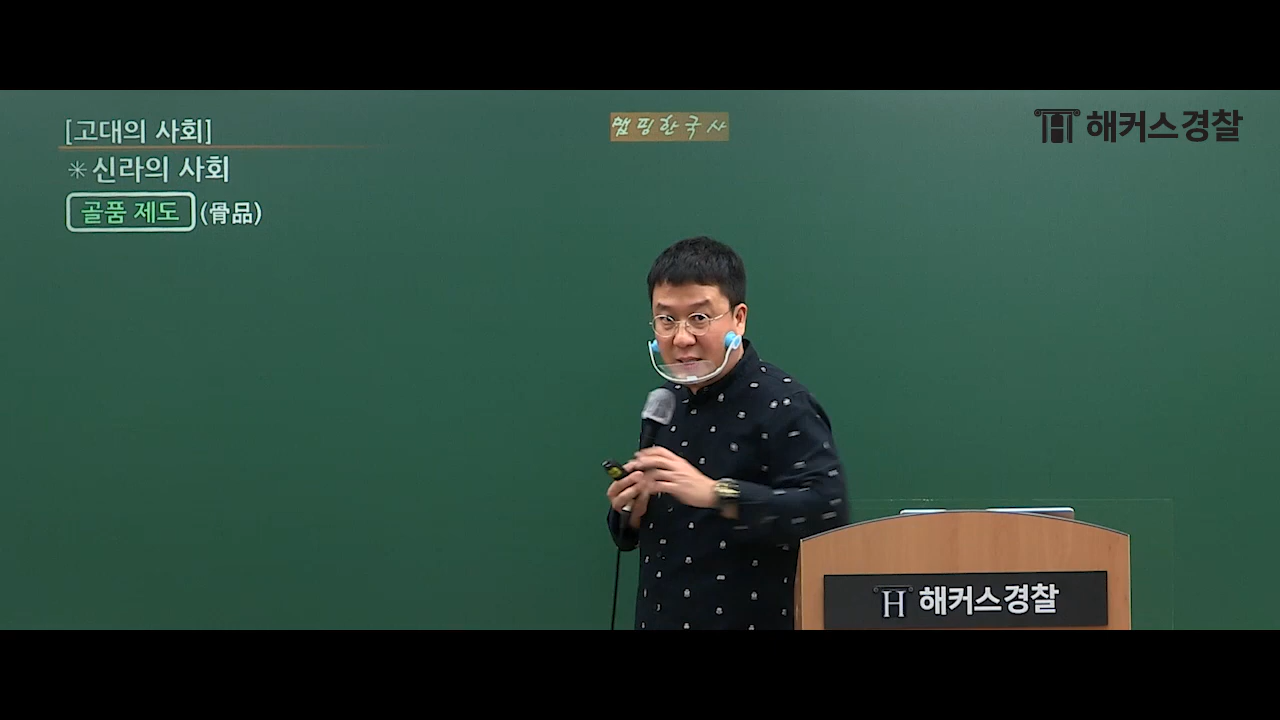 [고대의 사회]
✳신라의 사회
골품 제도 (骨品)
맵핑한국사
해커스경찰
해커스경찰